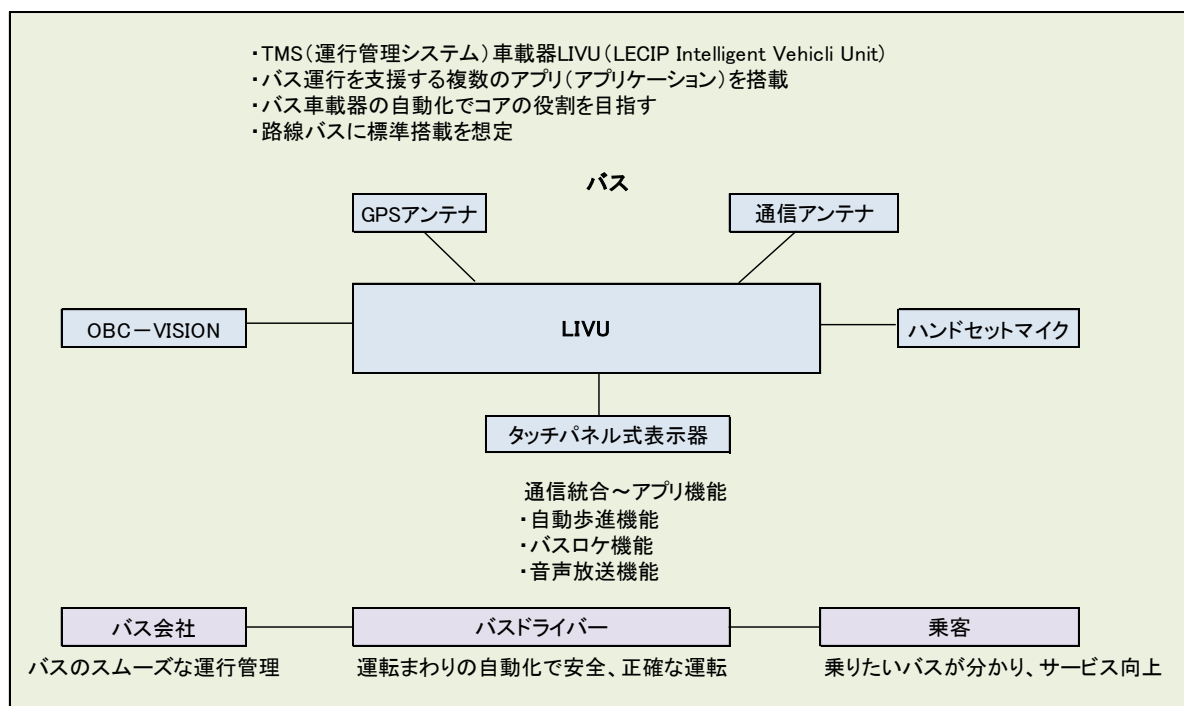 ・TMS(運行管理システム)車載器LIVU(LECIP Intelligent Vehicli Unit)
・バス運行を支援する複数のアプリ(アプリケーション)を搭載
・バス車載器の自動化でコアの役割を目指す
・路線バスに標準搭載を想定
バス
GPSアンテナ
通信アンテナ
OBC－VISION
LIVU
ハンドセットマイク
タッチパネル式表示器
通信統合～アプリ機能
・自動歩進機能
・バスロケ機能
・音声放送機能
バス会社
バスドライバー
乗客
バスのスムーズな運行管理
運転まわりの自動化で安全、正確な運転
乗りたいバスが分かり、サービス向上